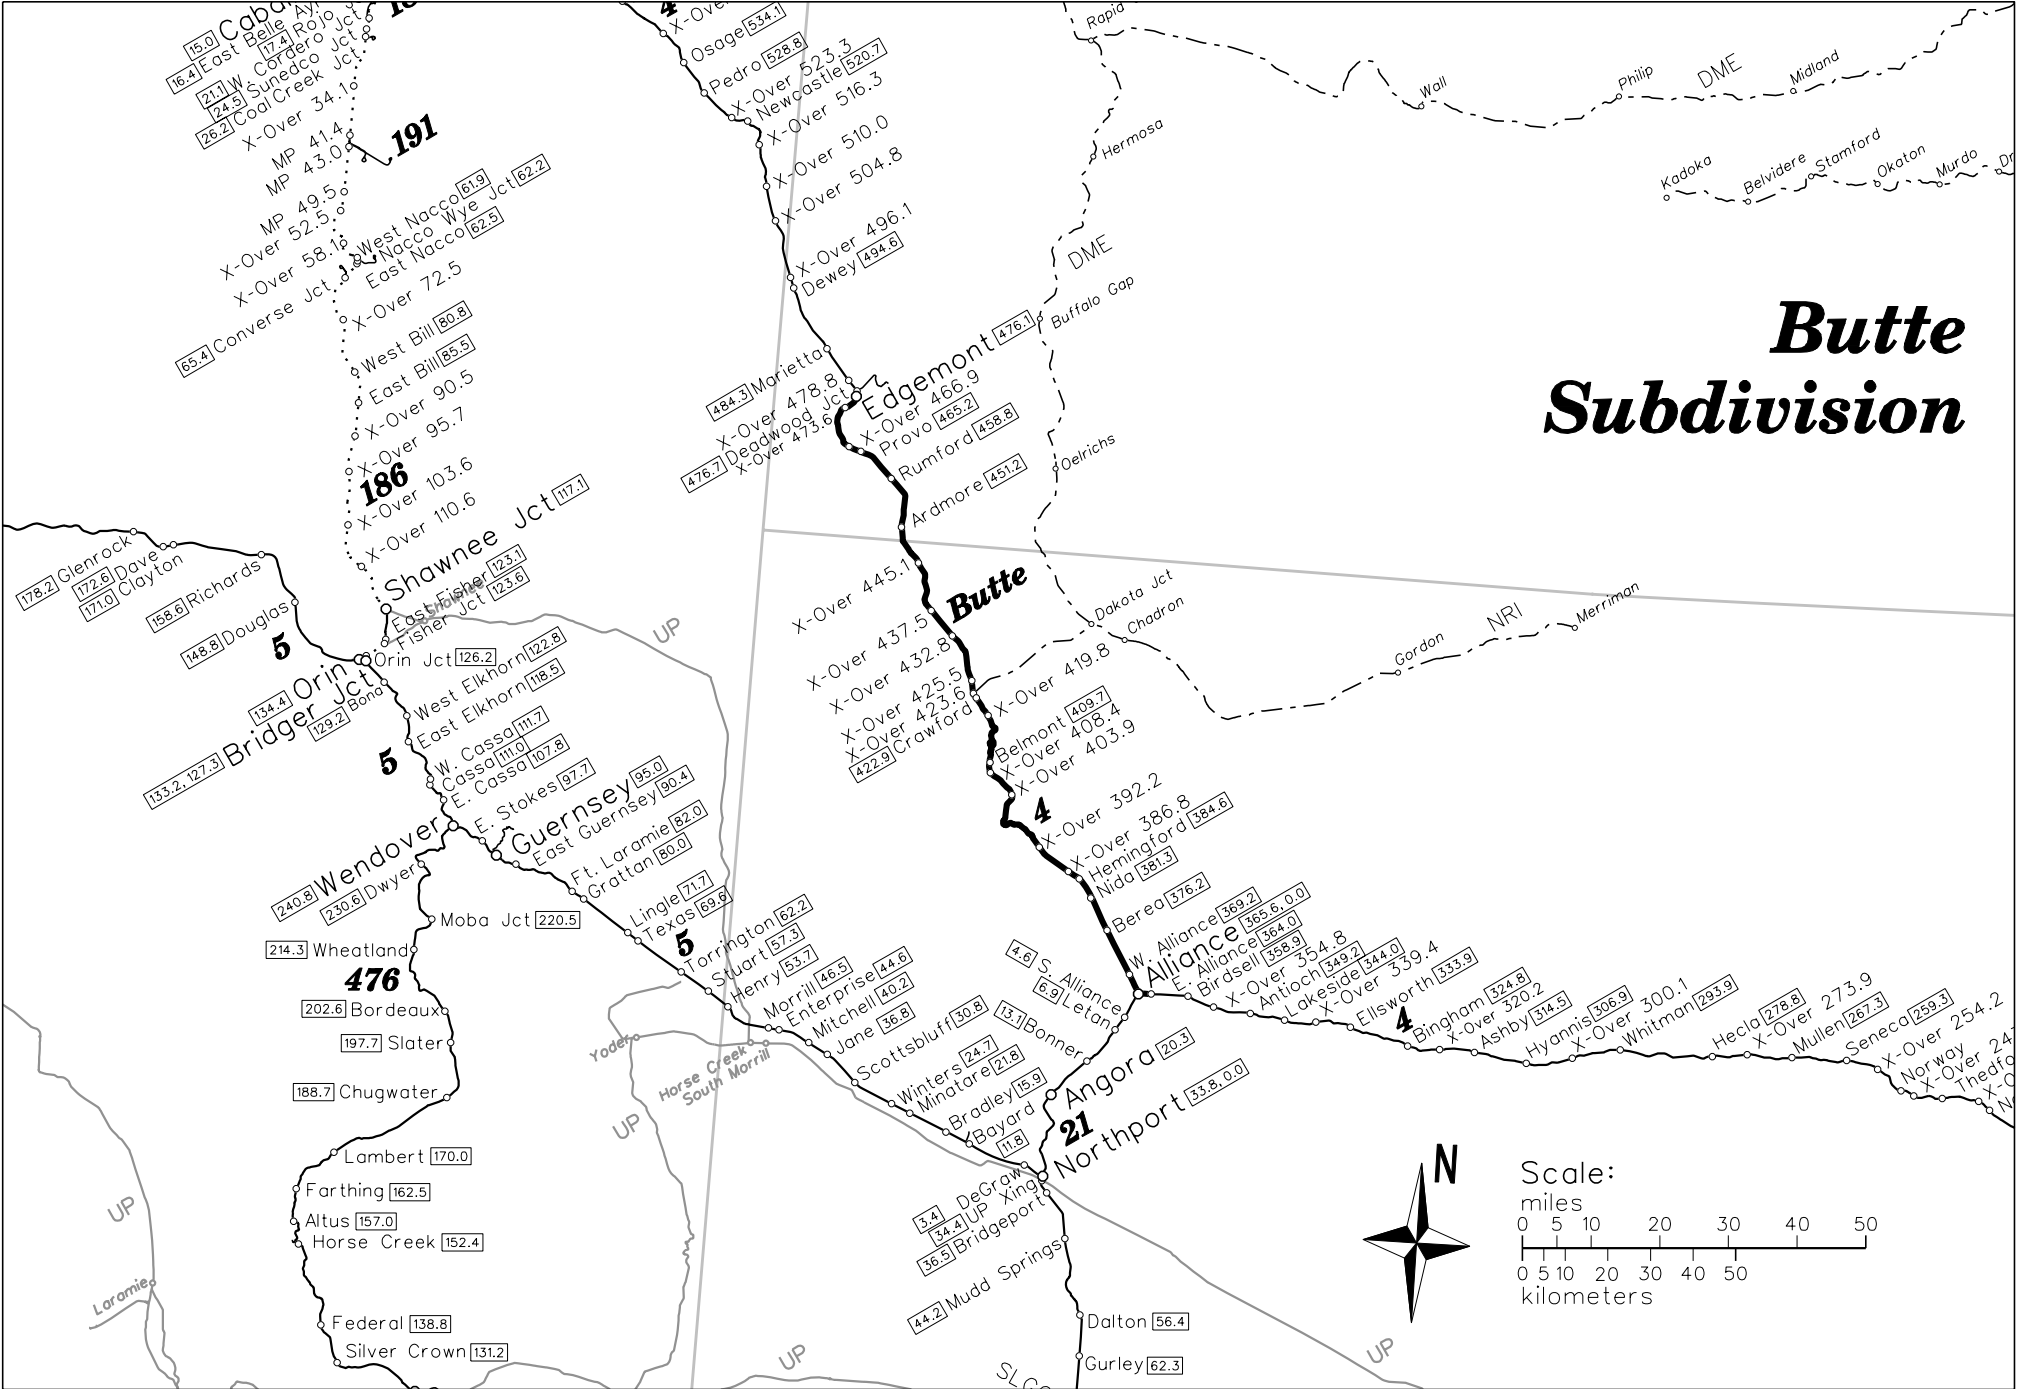 15.0 Caba
16.4 East Belle Ay
17.4 Rojo J
21.1 W. Cordero Jct
24.5 Sunedco Jct
26.2 Coal Creek Jct
X-Over 34.1
MP 41.4
MP 43.0
191
MP 49.5
X-Over 52.5
X-Over 58.1
West Nacco 61.9
Nacco Wye Jct 62.2
East Nacco 62.5
65.4 Converse Jct
X-Over 72.5
West Bill 80.8
East Bill 85.5
X-Over 90.5
X-Over 95.7
186
X-Over 103.6
X-Over 110.6
Shawnee Jct 117.1
East Fisher 123.1
Fisher Jct 123.6
Shawnee
UP
4
X-Ove
Osage 534.1
Pedro 528.8
X-Over 523.3
Newcastle 520.7
X-Over 516.3
X-Over 510.0
X-Over 504.8
X-Over 496.1
Dewey 494.6
484.3 Marietta
X-Over 478.8
476.7 Deadwood Jct
X-Over 473.6
Edgemont 476.1
X-Over 466.9
Provo 465.2
Rumford 458.8
Ardmore 451.2
X-Over 445.1
Butte
X-Over 437.5
X-Over 432.8
X-Over 425.5
X-Over 423.6
422.9 Crawford
X-Over 419.8
Belmont 409.7
X-Over 408.4
X-Over 403.9
4
X-Over 392.2
X-Over 386.8
Hemingford 384.6
Nida 381.3
Berea 376.2
W. Alliance 369.2
Alliance 365.6, 0.0
E. Alliance 364.0
Birdsell 358.9
X-Over 354.8
Antioch 349.2
Lakeside 344.0
X-Over 339.4
Ellsworth 333.9
4
Bingham 324.8
X-Over 320.2
Ashby 314.5
Hyannis 306.9
X-Over 300.1
Whitman 293.9
Hecla 278.8
X-Over 273.9
Mullen 267.3
Seneca 259.3
X-Over 254.2
Norway
X-Over 24
Thedfo
X-O
N
Rapid
Hermosa
DME
Buffalo Gap
Oelrichs
Dakota Jct
Chadron
Gordon
NRI
Merriman
Wall
Philip
DME
Midland
Kadoka
Belvidere
Stamford
Okaton
Murdo
Dr
Butte
Subdivision
178.2 Glenrock
172.6 Dave
171.0 Clayton
158.6 Richards
148.8 Douglas
5
134.4 Orin
Orin Jct 126.2
133.2, 127.3 Bridger Jct
129.2 Bona
West Elkhorn 122.8
East Elkhorn 118.5
5
W. Cassa 111.7
Cassa 111.0
E. Cassa 107.8
E. Stokes 97.7
Guernsey 95.0
East Guernsey 90.4
240.8 Wendover
230.6 Dwyer
Ft. Laramie 82.0
Grattan 80.0
Moba Jct 220.5
214.3 Wheatland
476
202.6 Bordeaux
197.7 Slater
188.7 Chugwater
Lambert 170.0
Farthing 162.5
Altus 157.0
Horse Creek 152.4
Federal 138.8
Silver Crown 131.2
Lingle 71.7
Texas 69.6
5
Torrington 62.2
Stuart 57.3
Henry 53.7
Morrill 46.5
Enterprise 44.6
Mitchell 40.2
Jane 36.8
Scottsbluff 30.8
Winters 24.7
Minatare 21.8
Bradley 15.9
Bayard
11.8
3.4 DeGraw
34.4 UP Xing
36.5 Bridgeport
44.2 Mudd Springs
4.6 S. Alliance
6.9 Letan
13.1 Bonner
Angora 20.3
21
Northport 33.8, 0.0
Dalton 56.4
Gurley 62.3
Yoder
Horse Creek
South Morrill
UP
UP
Laramie
UP
UP
N
Scale:
miles
0 5 10 20 30 40 50
0 5 10 20 30 40 50
kilometers